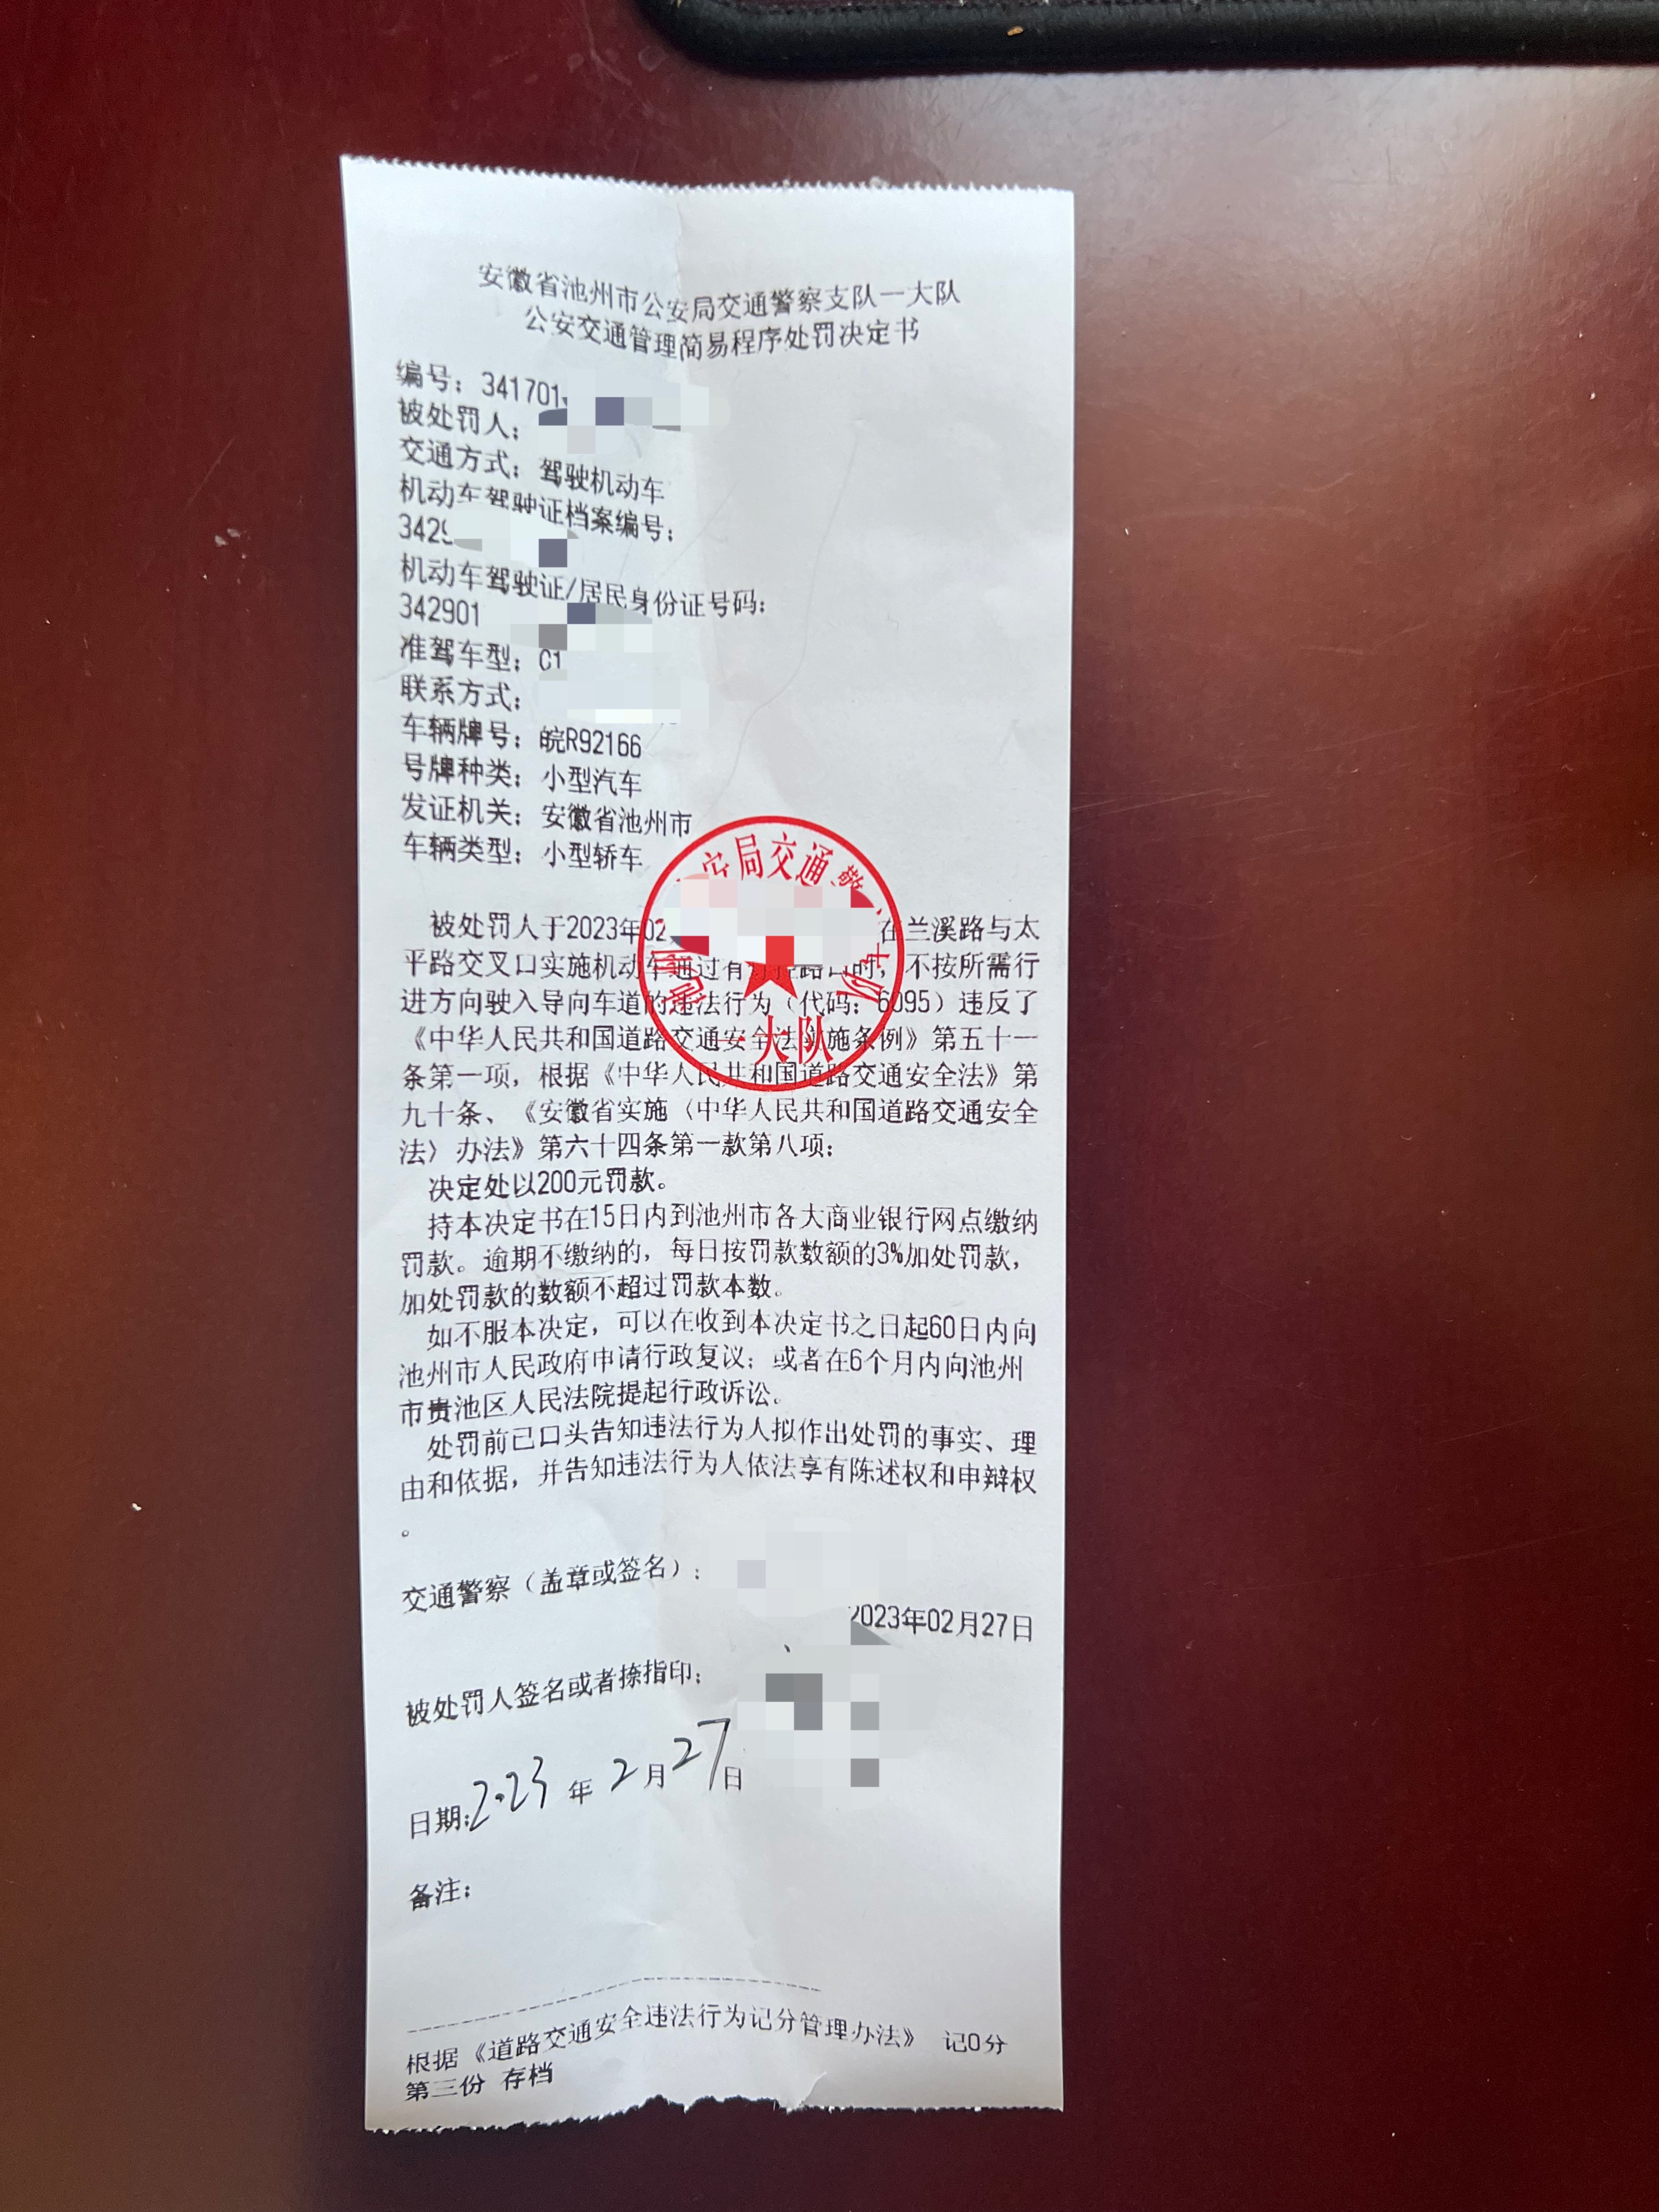 安徽省池州市公安局交通警察支队一大队
公安交通管理简易程序处罚决定书
编号：341701
被处罚人：
交通方式：驾驶机动车
机动车驾驶证档案编号：
342
机动车驾驶证/居民身份证号码：
342901
准驾车型：C1
联系方式：
车辆牌号：皖R92166
号牌种类：小型汽车
发证机关：安徽省池州市
车辆类型：小型轿车
安局交通警
一大队
被处罚人于2023年02 在兰溪路与太
平路交叉口实施机动车通过有灯控路口时，不按所需行
进方向驶入导向车道的违法行为（代码：6095）违反了
《中华人民共和国道路交通安全法实施条例》第五十一
条第一项，根据《中华人民共和国道路交通安全法》第
九十条、《安徽省实施〈中华人民共和国道路交通安全
法〉办法》第六十四条第一款第八项；
决定处以200元罚款。
持本决定书在15日内到池州市各大商业银行网点缴纳
罚款。逾期不缴纳的，每日按罚款数额的3%加处罚款，
加处罚款的数额不超过罚款本数。
如不服本决定，可以在收到本决定书之日起60日内向
池州市人民政府申请行政复议；或者在6个月内向池州
市贵池区人民法院提起行政诉讼。
处罚前已口头告知违法行为人拟作出处罚的事实、理
由和依据，并告知违法行为人依法享有陈述权和申辩权
。
交通警察（盖章或签名）：
2023年02月27日
被处罚人签名或者捺指印：
日期：2023年2月27日
备注：
根据《道路交通安全违法行为记分管理办法》 记0分
第三份 存档